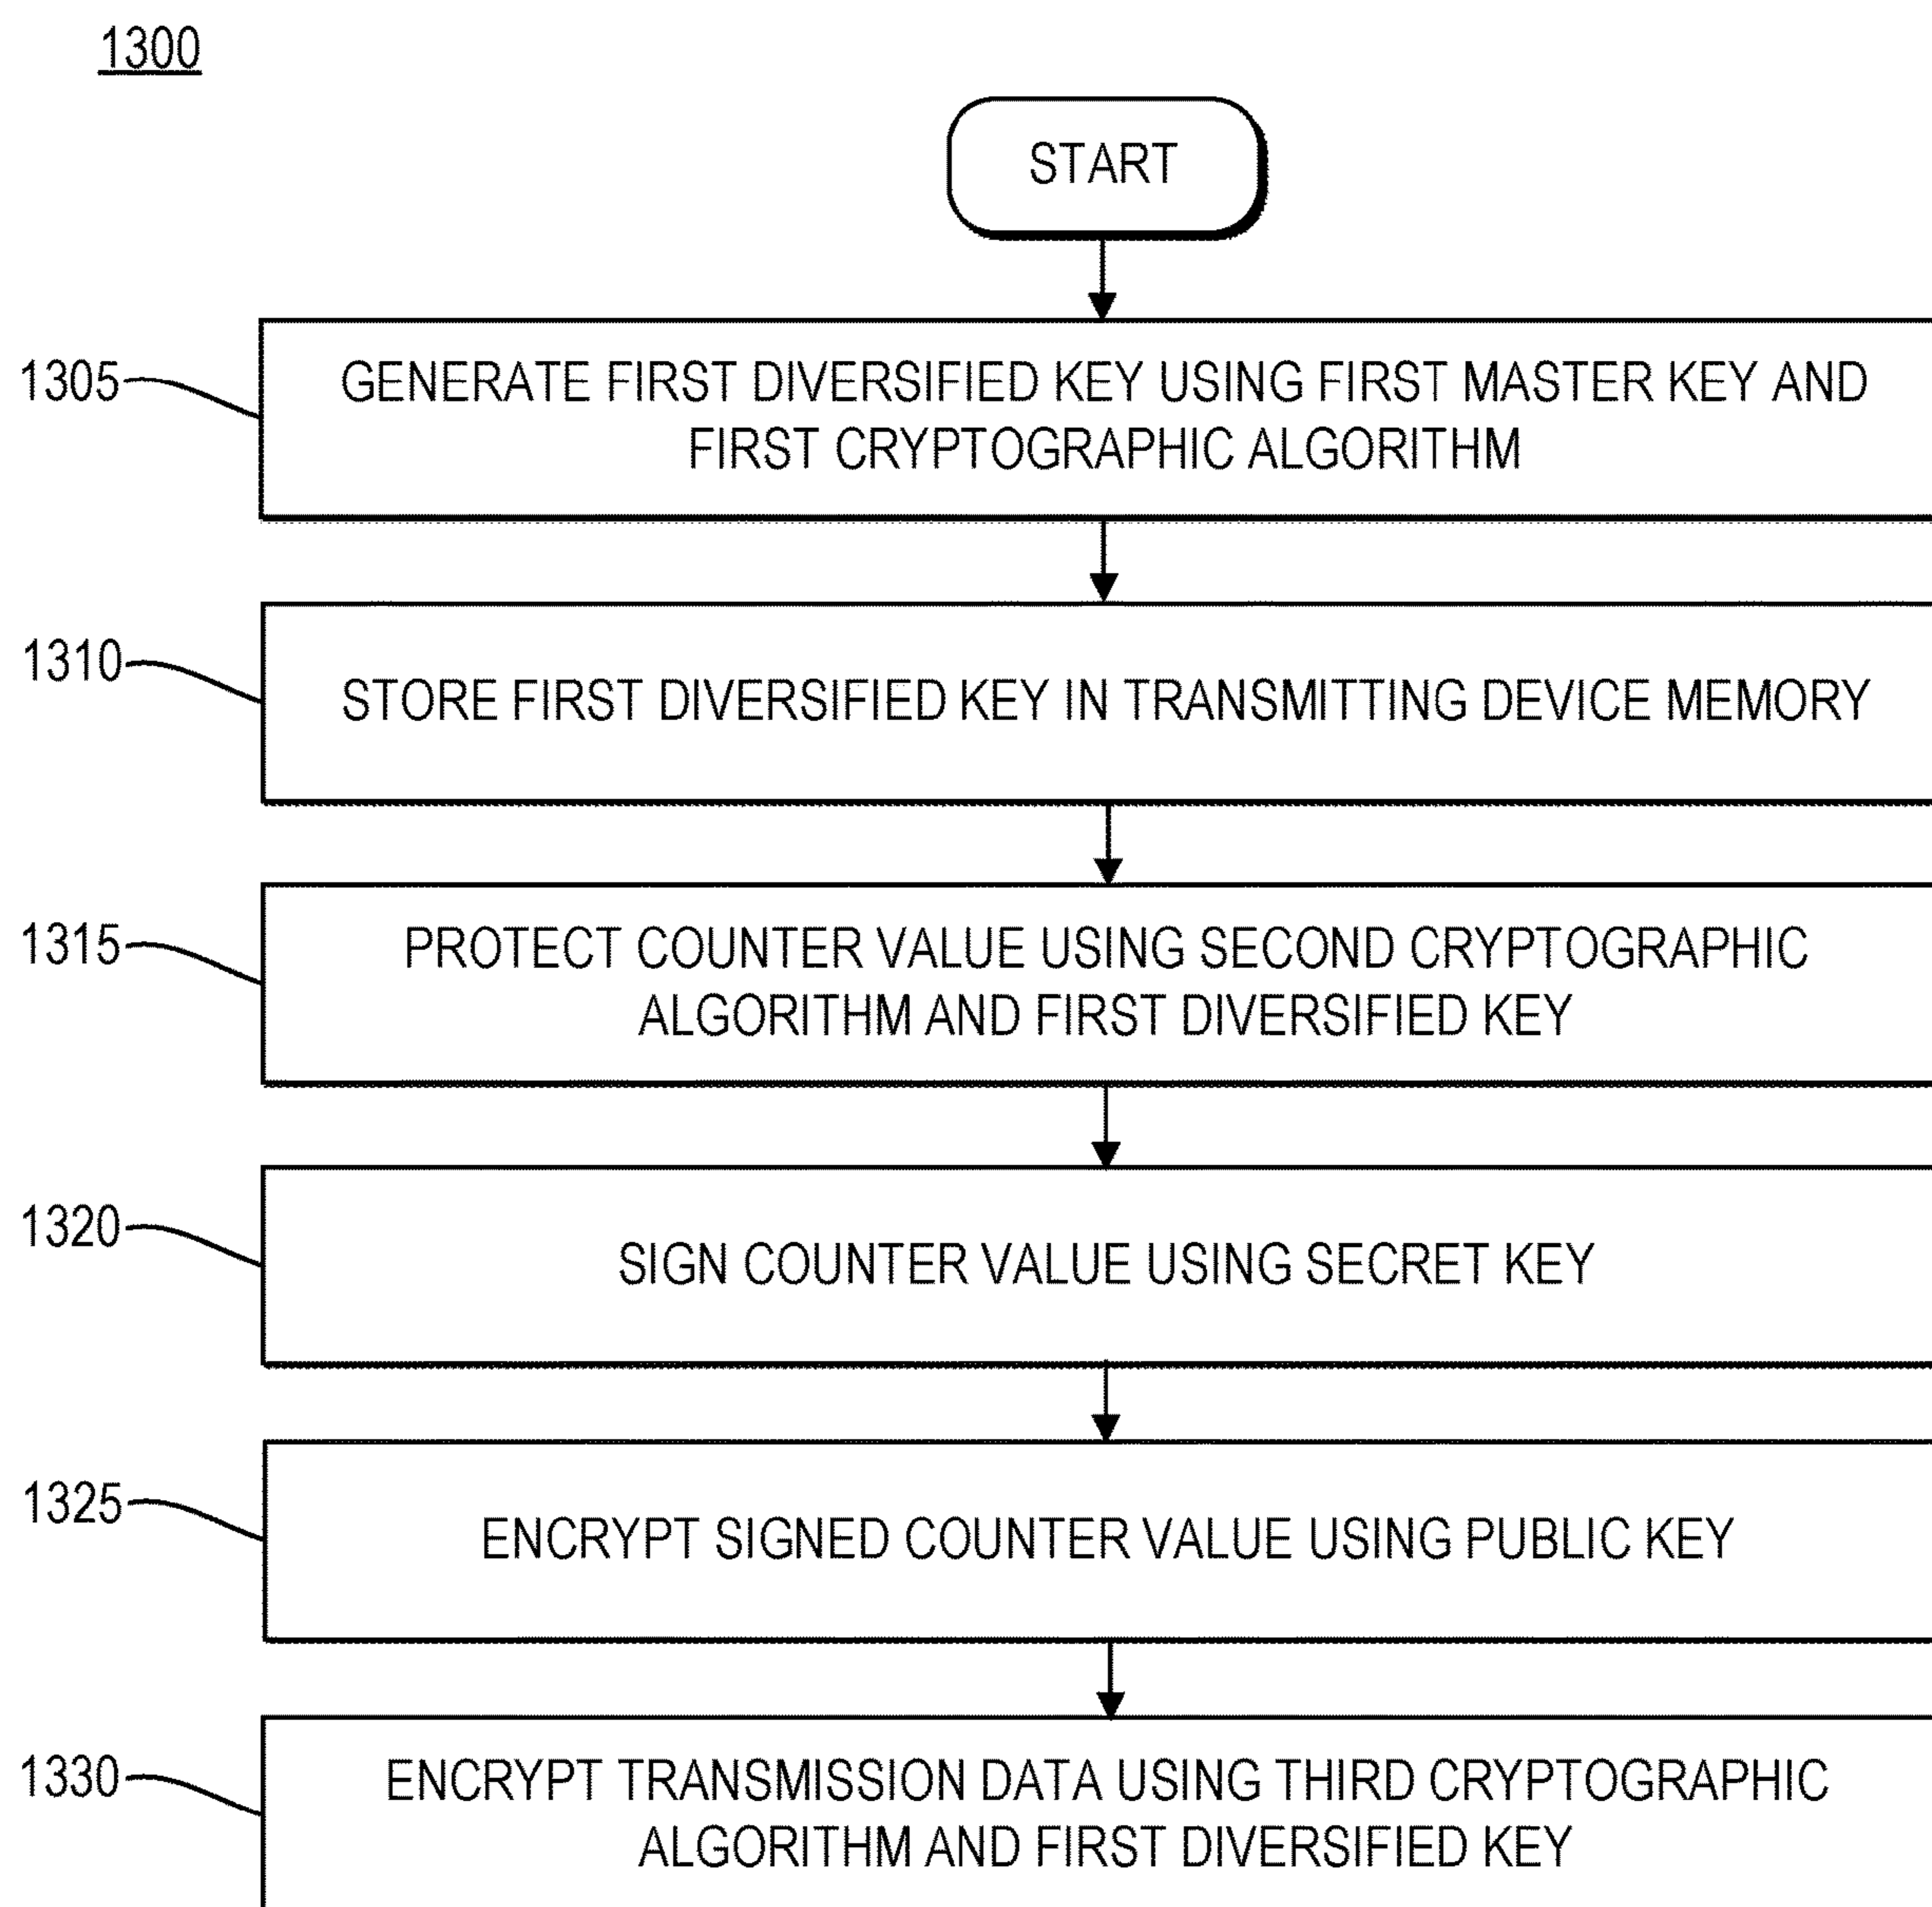 1300
START
1305
GENERATE FIRST DIVERSIFIED KEY USING FIRST MASTER KEY AND
FIRST CRYPTOGRAPHIC ALGORITHM
1310
STORE FIRST DIVERSIFIED KEY IN TRANSMITTING DEVICE MEMORY
1315
PROTECT COUNTER VALUE USING SECOND CRYPTOGRAPHIC
ALGORITHM AND FIRST DIVERSIFIED KEY
1320
SIGN COUNTER VALUE USING SECRET KEY
1325
ENCRYPT SIGNED COUNTER VALUE USING PUBLIC KEY
1330
ENCRYPT TRANSMISSION DATA USING THIRD CRYPTOGRAPHIC
ALGORITHM AND FIRST DIVERSIFIED KEY